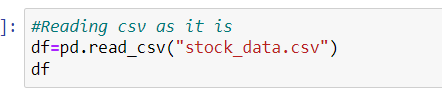 ]: #Reading csv as it is
df=pd.read_csv("stock_data.csv")
df